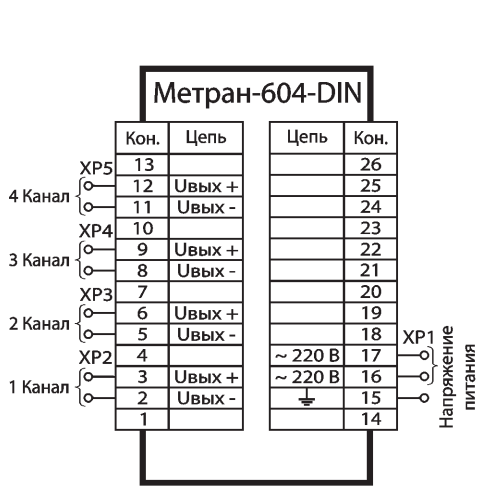 Метран-604-DIN
Кон. Цепь Цепь Кон.
XP5 13 26
4 Канал 12 Uвых + 25
11 Uвых - 24
XP4 10 23
3 Канал 9 Uвых + 22
8 Uвых - 21
XP3 7 20
2 Канал 6 Uвых + 19
5 Uвых - 18 XP1
XP2 4 ~ 220 В 17
1 Канал 3 Uвых + ~ 220 В 16
2 Uвых - 15
1 14
Напряжение
питания